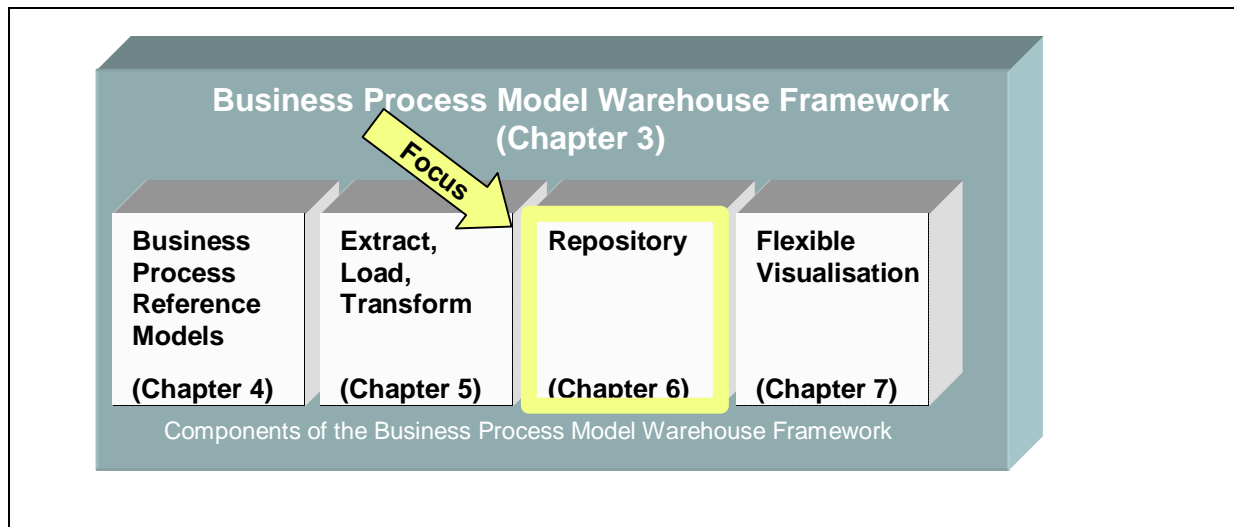 Business Process Model Warehouse Framework
(Chapter 3)
Focus
Business
Process
Reference
Models
(Chapter 4)
Extract,
Load,
Transform
(Chapter 5)
Repository
(Chapter 6)
Flexible
Visualisation
(Chapter 7)
Components of the Business Process Model Warehouse Framework